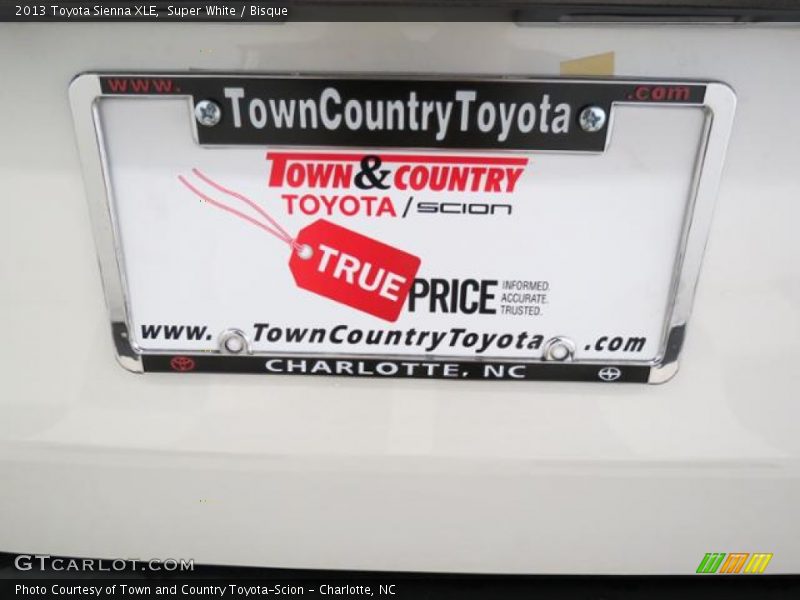 2013 Toyota Sienna XLE,  Super White / Bisque
www. .com
TownCountryToyota
TOWN & COUNTRY
TOYOTA / SCION
TRUE PRICE INFORMED.
ACCURATE.
TRUSTED.
www. TownCountryToyota .com
CHARLOTTE, NC
GTCARLOT.COM
Photo Courtesy of Town and Country Toyota-Scion - Charlotte, NC